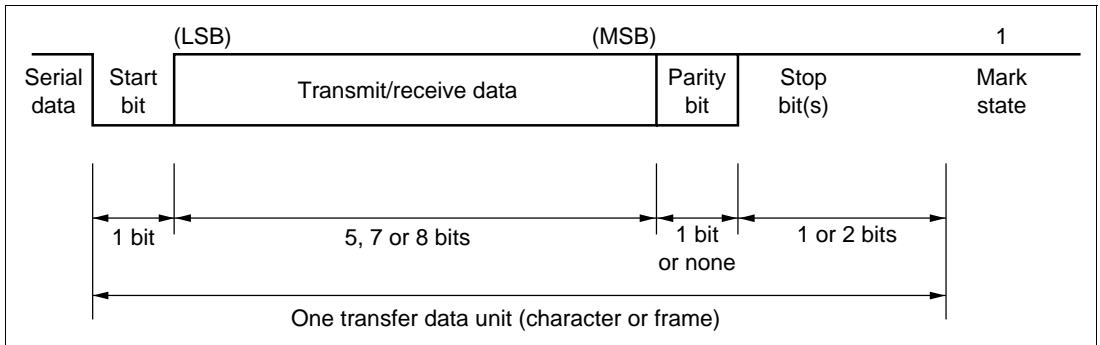 (LSB) (MSB) 1
Serial data
Start bit
Transmit/receive data
Parity bit
Stop bit(s)
Mark state
1 bit
5, 7 or 8 bits
1 bit or none
1 or 2 bits
One transfer data unit (character or frame)